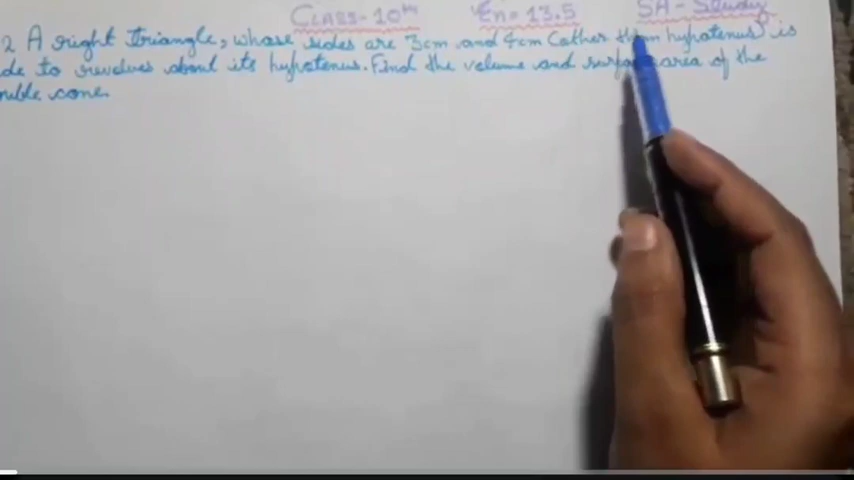 CLASS-10th Ex = 13.5 SA - Study
2 A right triangle, whose sides are 3cm and 4cm (other than hypotenus) is
de to revolves about its hypotenus. Find the volume and surface area of the
uble cone.